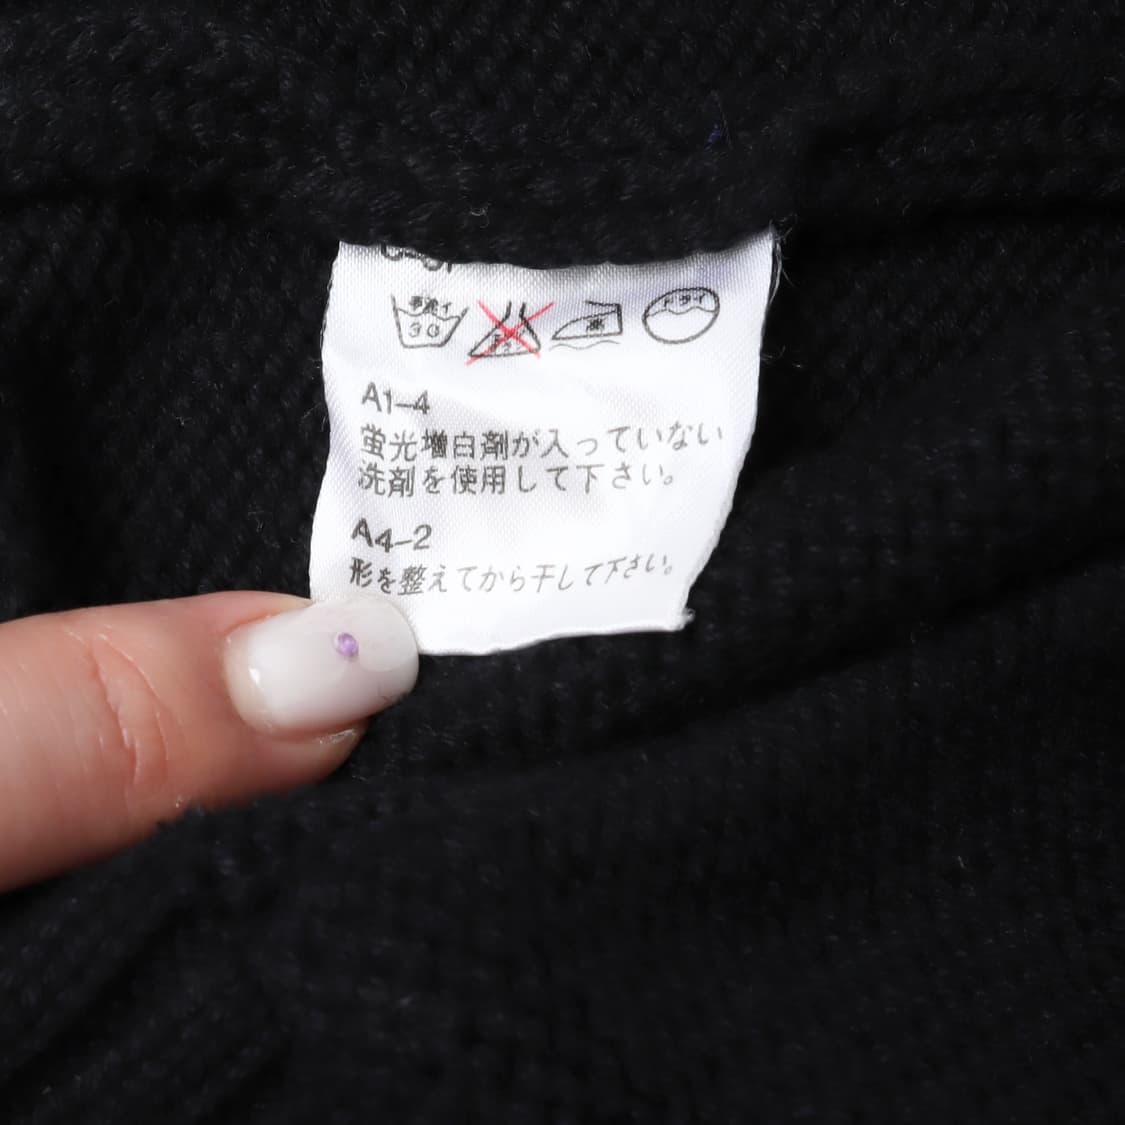 手洗イ
30
ドライ
A1-4
蛍光増白剤が入っていない
洗剤を使用して下さい。
A4-2
形を整えてから干して下さい。